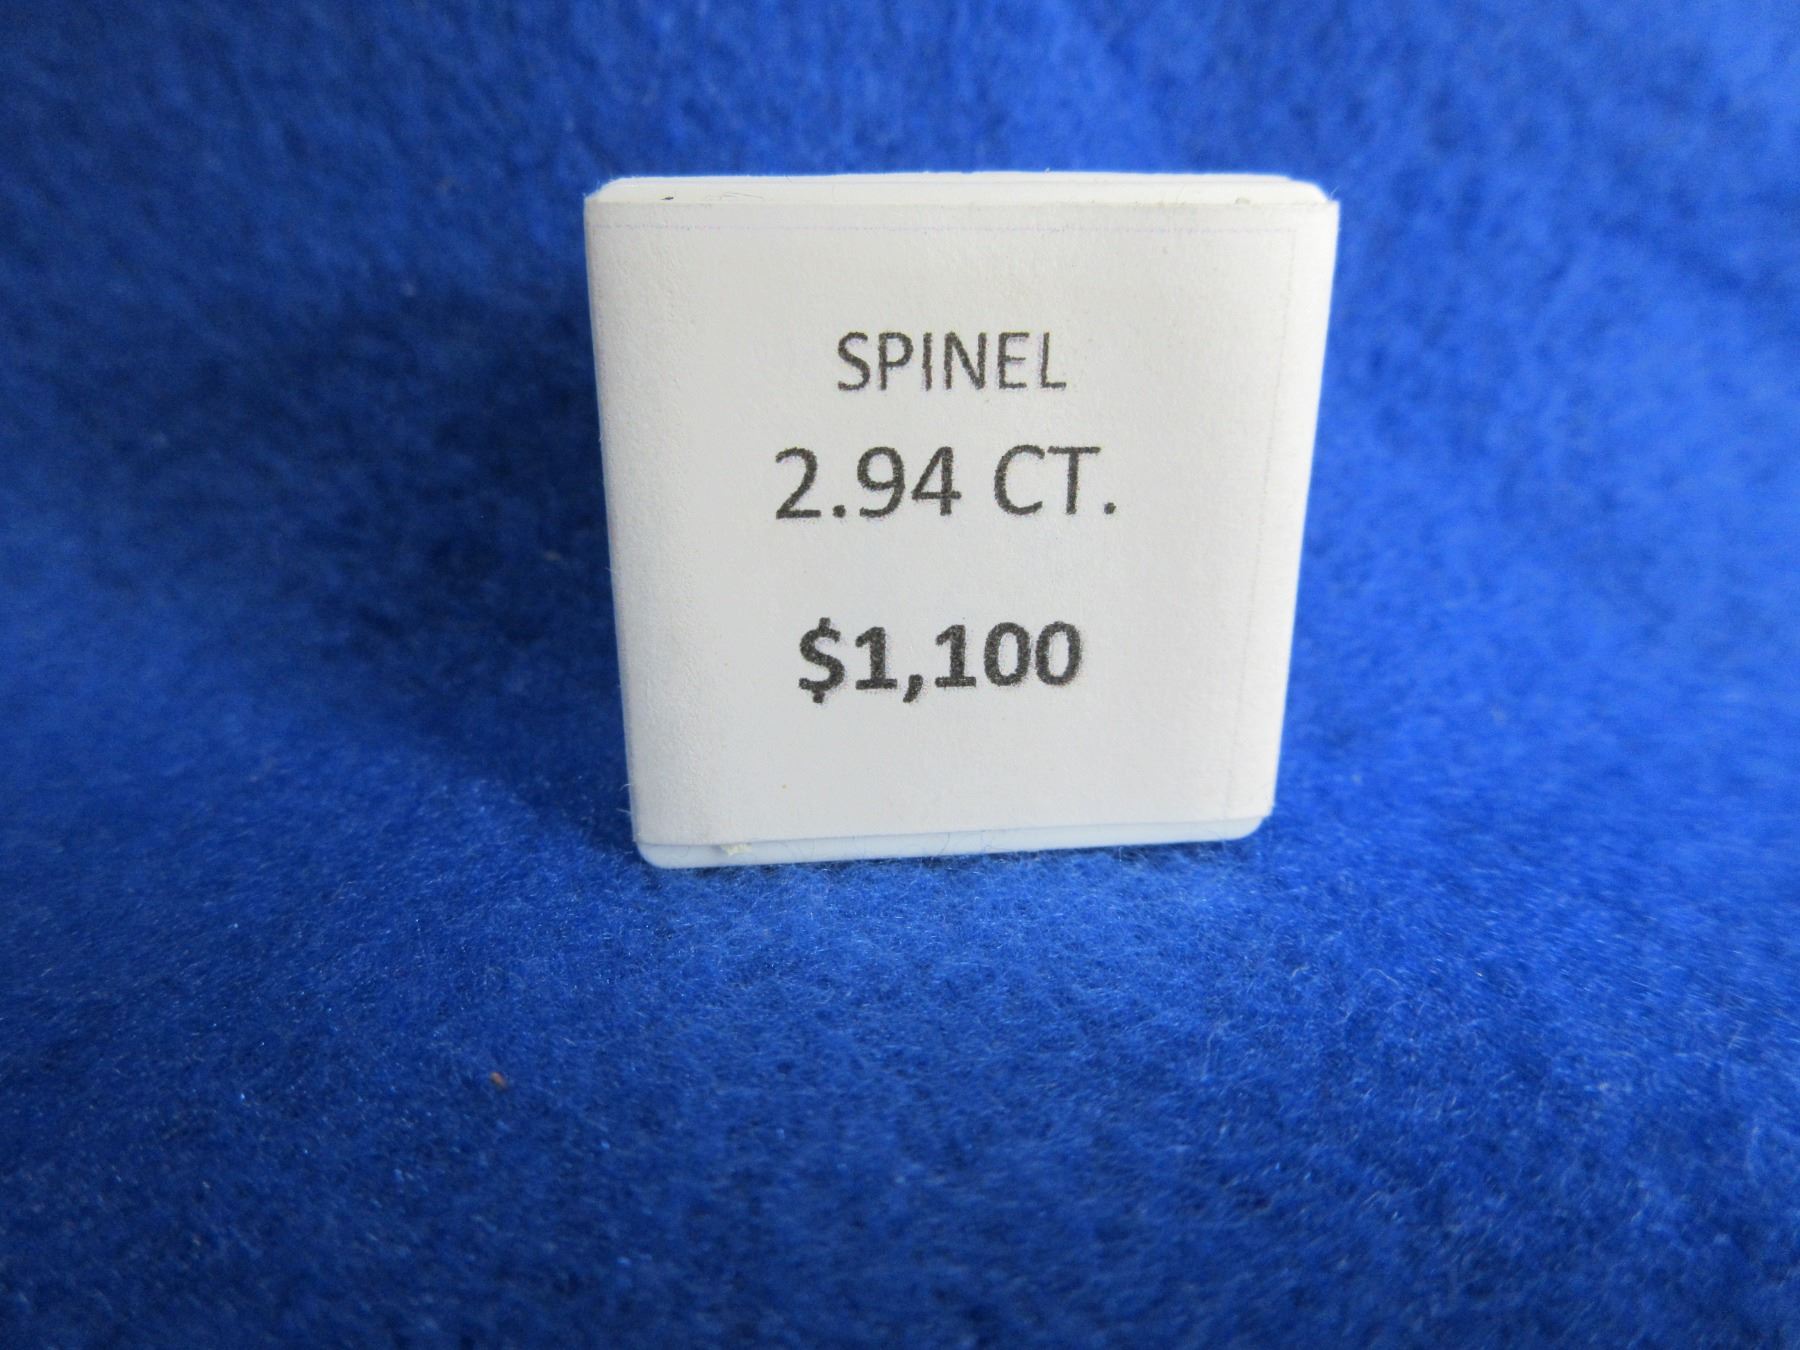 SPINEL
2.94 CT.
$1,100